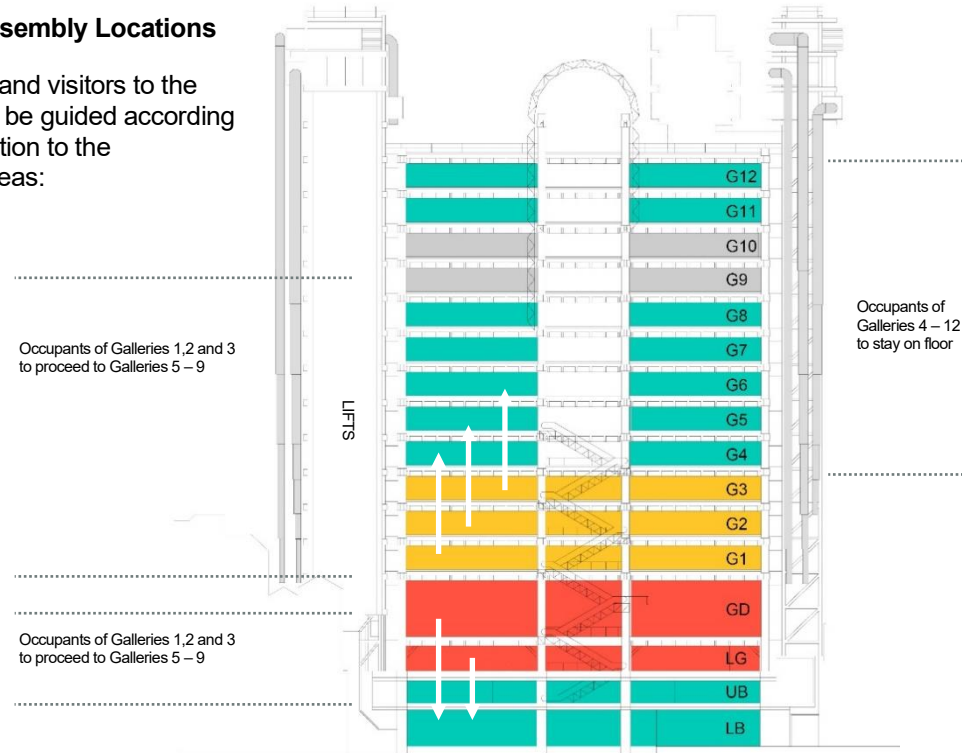 sembly Locations
and visitors to the
be guided according
tion to the
eas:
G12
G11
G10
G9
G8
G7
G6
G5
G4
G3
G2
G1
GD
LG
UB
LB
LIFTS
Occupants of Galleries 1,2 and 3
to proceed to Galleries 5 – 9
Occupants of Galleries 1,2 and 3
to proceed to Galleries 5 – 9
Occupants of
Galleries 4 – 12
to stay on floor